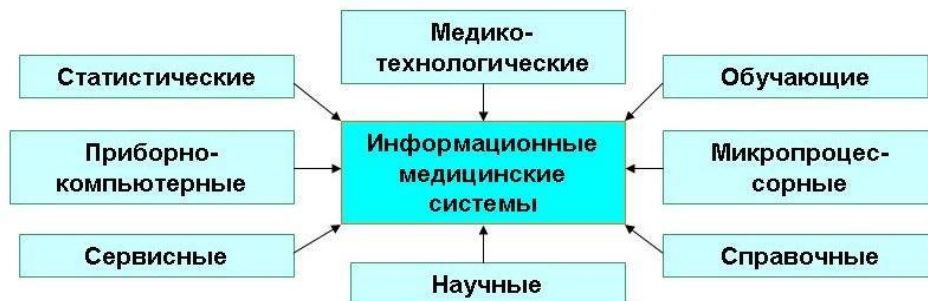 Медико-
технологические
Статистические
Обучающие
Приборно-
компьютерные
Информационные
медицинские
системы
Микропроцес-
сорные
Сервисные
Научные
Справочные